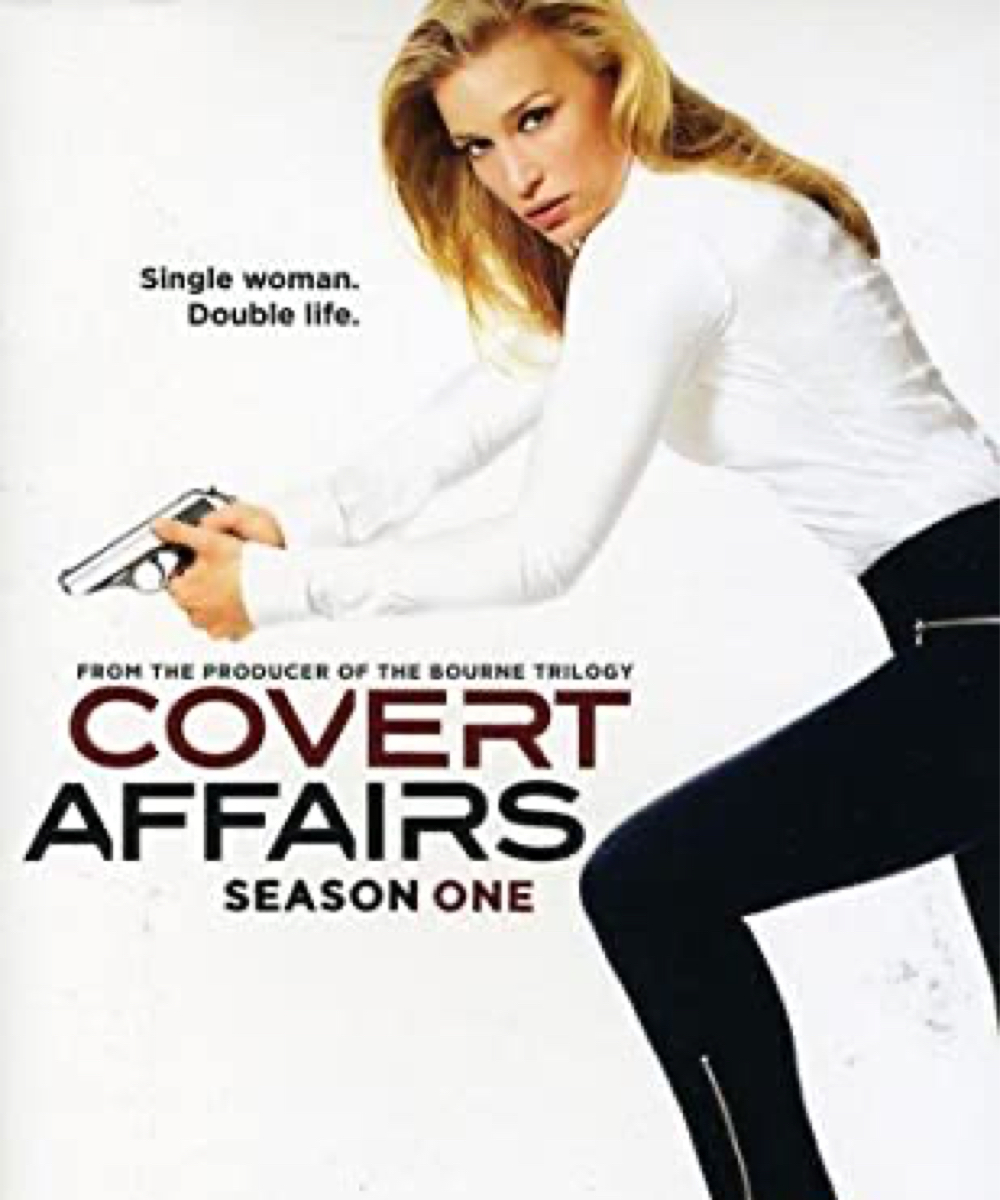 Single woman.
Double life.
FROM THE PRODUCER OF THE BOURNE TRILOGY
COVERT
AFFAIRS
SEASON ONE